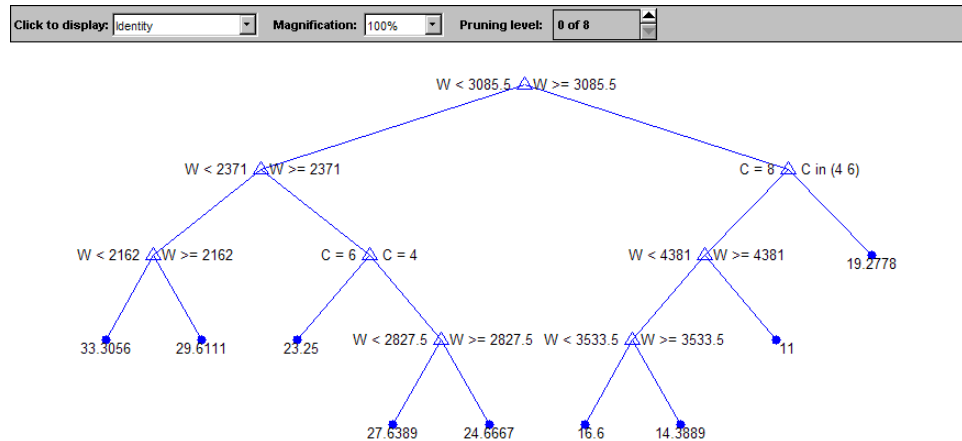 Click to display: Identity Magnification: 100% Pruning level: 0 of 8
W < 3085.5 W >= 3085.5
W < 2371 W >= 2371 C = 8 C in (4 6)
W < 2162 W >= 2162 C = 6 C = 4 W < 4381 W >= 4381 19.2778
33.3056 29.6111 23.25 W < 2827.5 W >= 2827.5 W < 3533.5 W >= 3533.5 11
27.6389 24.6667 16.6 14.3889